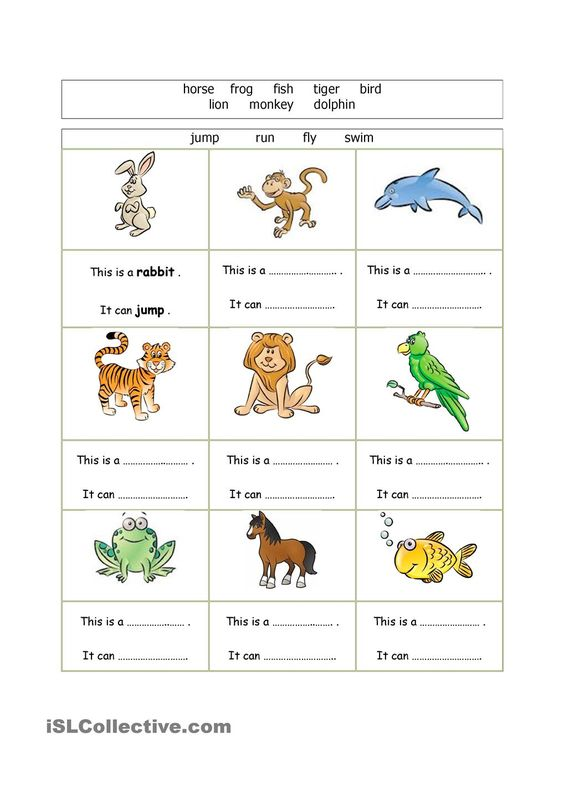 horse frog fish tiger bird
lion monkey dolphin
jump run fly swim
This is a rabbit .
It can jump .
This is a ...................... .
It can .........................
This is a ......................... .
It can .........................
This is a ...................... .
It can .........................
This is a ...................... .
It can .........................
This is a ......................... .
It can .........................
This is a ...................... .
It can .........................
This is a ...................... .
It can .........................
This is a ...................... .
It can .........................
iSLCollective.com